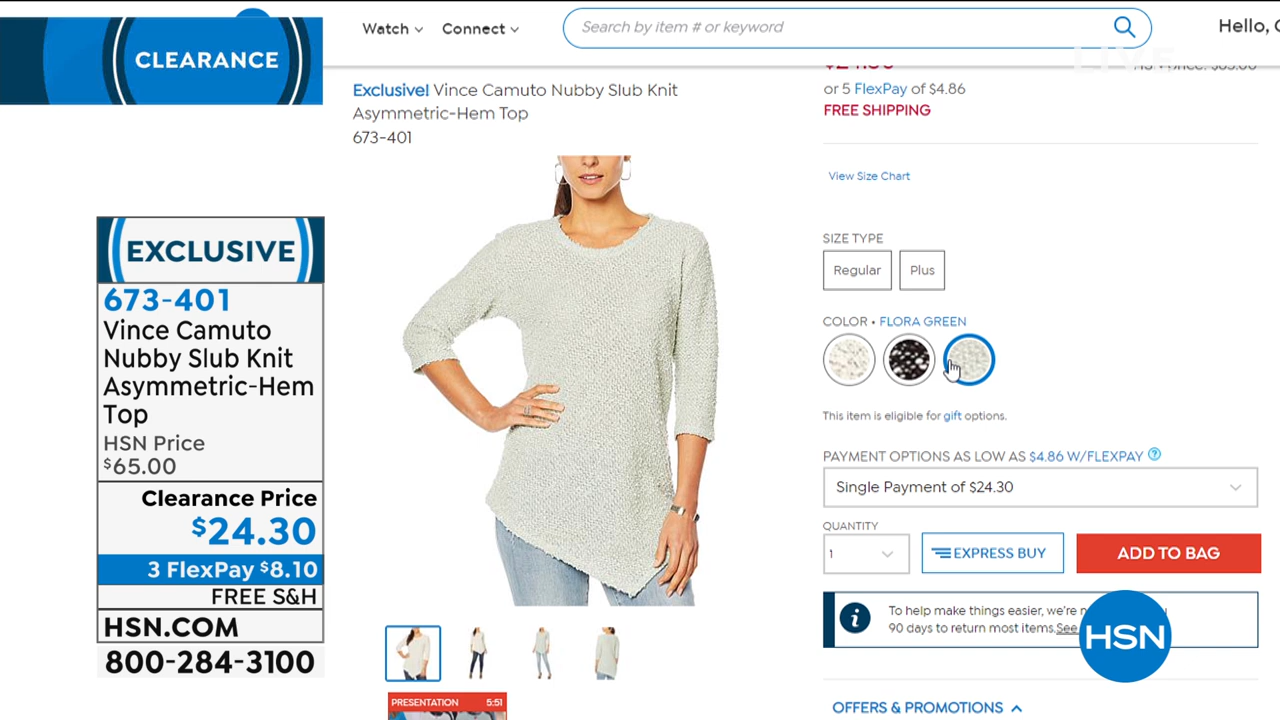 CLEARANCE
Watch
Connect
Search by item # or keyword
Hello,
LIVE
Exclusive! Vince Camuto Nubby Slub Knit
Asymmetric-Hem Top
673-401
or 5 FlexPay of $4.86
FREE SHIPPING
View Size Chart
SIZE TYPE
Regular
Plus
COLOR • FLORA GREEN
This item is eligible for gift options.
PAYMENT OPTIONS AS LOW AS $4.86 W/FLEXPAY ?
Single Payment of $24.30
QUANTITY
1
EXPRESS BUY
ADD TO BAG
i
To help make things easier, we're
90 days to return most items. See
HSN
OFFERS & PROMOTIONS
PRESENTATION 5:51
EXCLUSIVE
673-401
Vince Camuto
Nubby Slub Knit
Asymmetric-Hem
Top
HSN Price
$65.00
Clearance Price
$24.30
3 FlexPay $8.10
FREE S&H
HSN.COM
800-284-3100